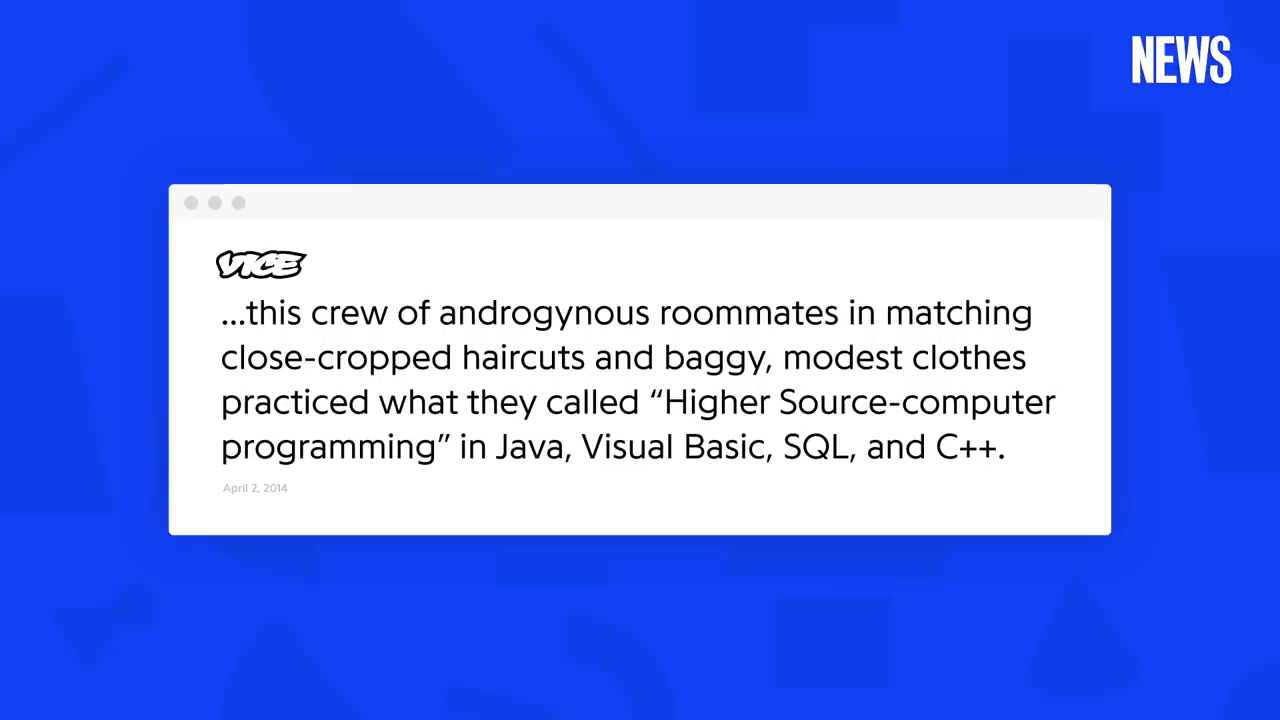 NEWS
VICE
...this crew of androgynous roommates in matching
close-cropped haircuts and baggy, modest clothes
practiced what they called “Higher Source-computer
programming” in Java, Visual Basic, SQL, and C++.
April 2, 2014